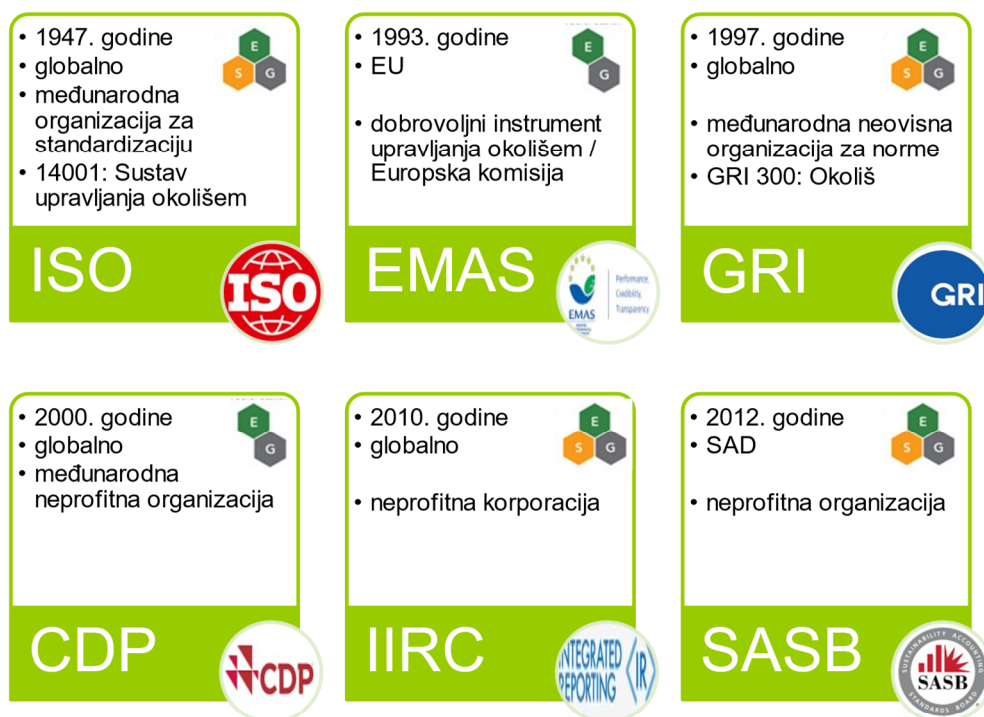 • 1947. godine
• globalno
• međunarodna
organizacija za
standardizaciju
• 14001: Sustav
upravljanja okolišem
E
S G
ISO
ISO
• 1993. godine
• EU
• dobrovoljni instrument
upravljanja okolišem /
Europska komisija
E
G
EMAS
EMAS
Performance,
Credibility,
Transparency
• 1997. godine
• globalno
• međunarodna neovisna
organizacija za norme
• GRI 300: Okoliš
E
S G
GRI
GRI
• 2000. godine
• globalno
• međunarodna
neprofitna organizacija
E
G
CDP
CDP
• 2010. godine
• globalno
• neprofitna korporacija
E
S G
IIRC
INTEGRATED
REPORTING
<IR>
• 2012. godine
• SAD
• neprofitna organizacija
E
S G
SASB
SUSTAINABILITY ACCOUNTING
SASB
STANDARDS BOARD